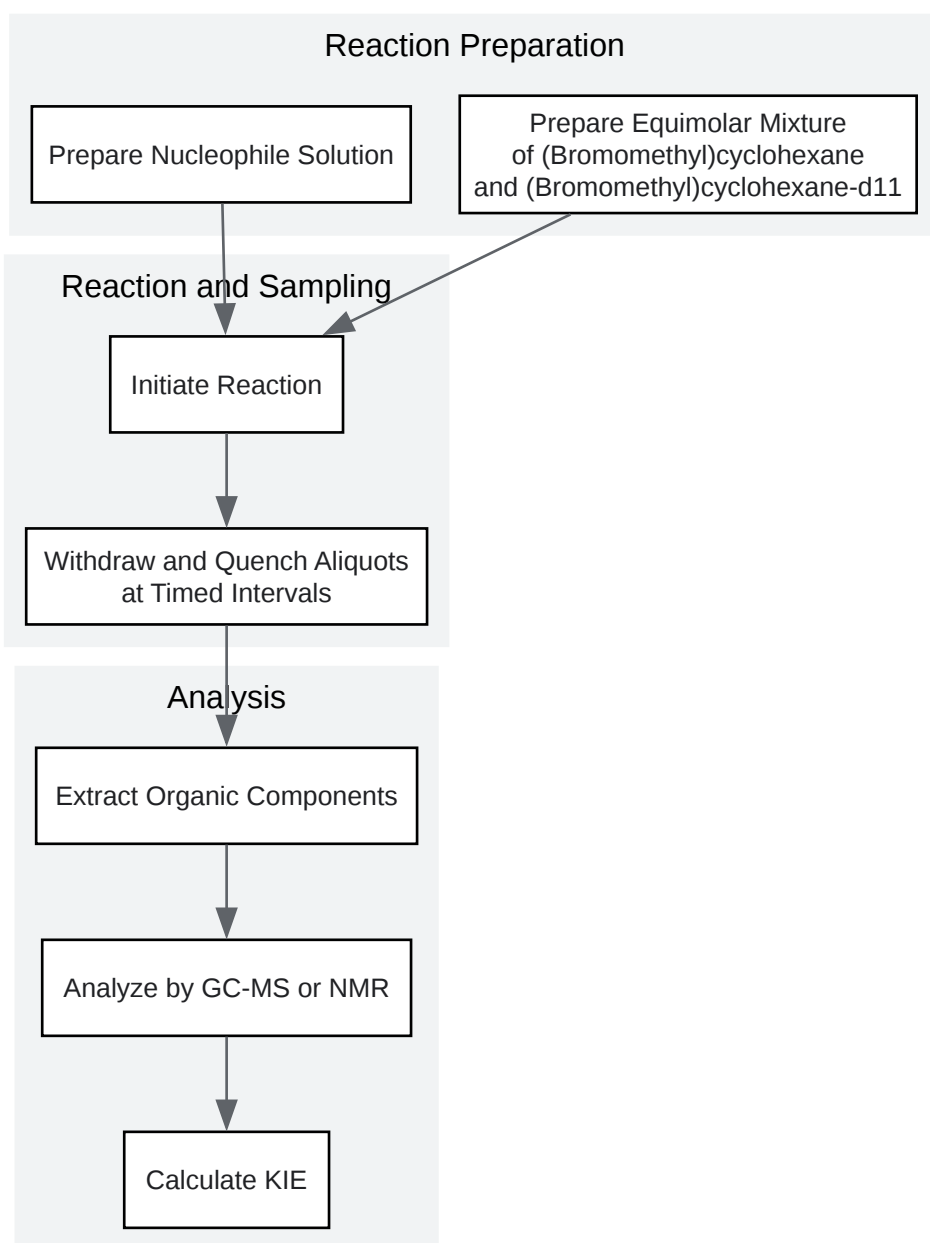 Reaction Preparation
Prepare Nucleophile Solution
Prepare Equimolar Mixture
of (Bromomethyl)cyclohexane
and (Bromomethyl)cyclohexane-d11
Reaction and Sampling
Initiate Reaction
Withdraw and Quench Aliquots
at Timed Intervals
Analysis
Extract Organic Components
Analyze by GC-MS or NMR
Calculate KIE